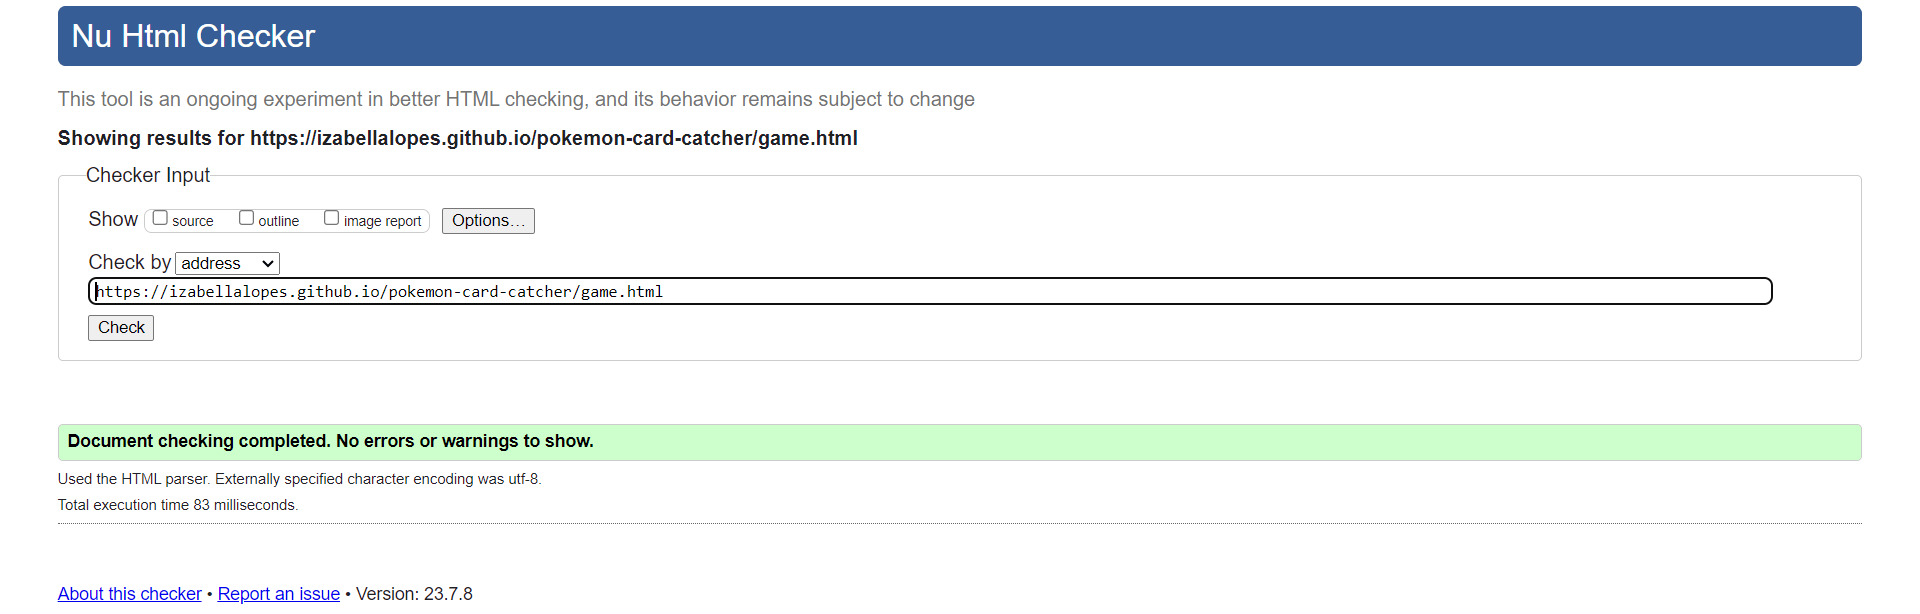 Nu Html Checker
This tool is an ongoing experiment in better HTML checking, and its behavior remains subject to change
Showing results for https://izabellalopes.github.io/pokemon-card-catcher/game.html
Checker Input
Show source outline image report Options...
Check by address
https://izabellalopes.github.io/pokemon-card-catcher/game.html
Check
Document checking completed. No errors or warnings to show.
Used the HTML parser. Externally specified character encoding was utf-8.
Total execution time 83 milliseconds.
About this checker • Report an issue • Version: 23.7.8